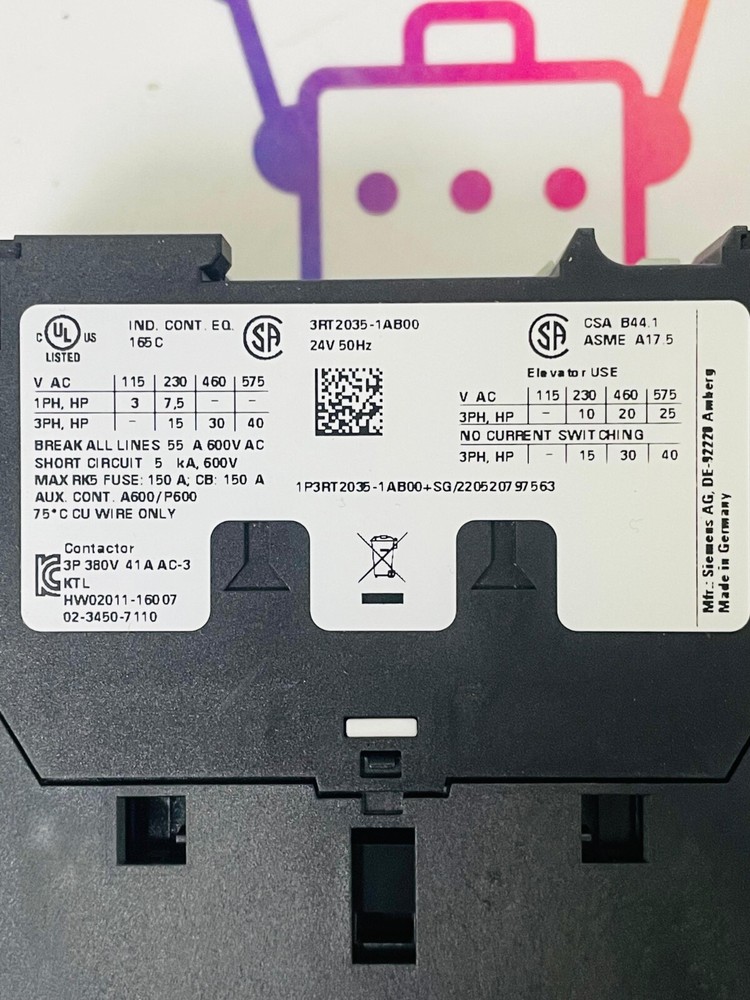 C UL US
LISTED
IND. CONT. EQ.
165C
SA
3RT2035-1AB00
24V 50Hz
SA
CSA B44.1
ASME A17.5
V AC 115 230 460 575
1PH, HP 3 7,5 - -
3PH, HP - 15 30 40
BREAK ALL LINES 55 A 600V AC
SHORT CIRCUIT 5 kA, 600V
MAX RK5 FUSE: 150 A; CB: 150 A
AUX. CONT. A600/P600
75°C CU WIRE ONLY
Elevator USE
V AC 115 230 460 575
3PH, HP - 10 20 25
NO CURRENT SWITCHING
3PH, HP - 15 30 40
1P3RT2035-1AB00+SG/220520797563
Contactor
3P 380V 41A AC-3
KTL
HW02011-16007
02-3450-7110
Mfr.: Siemens AG, DE-92220 Amberg
Made in Germany